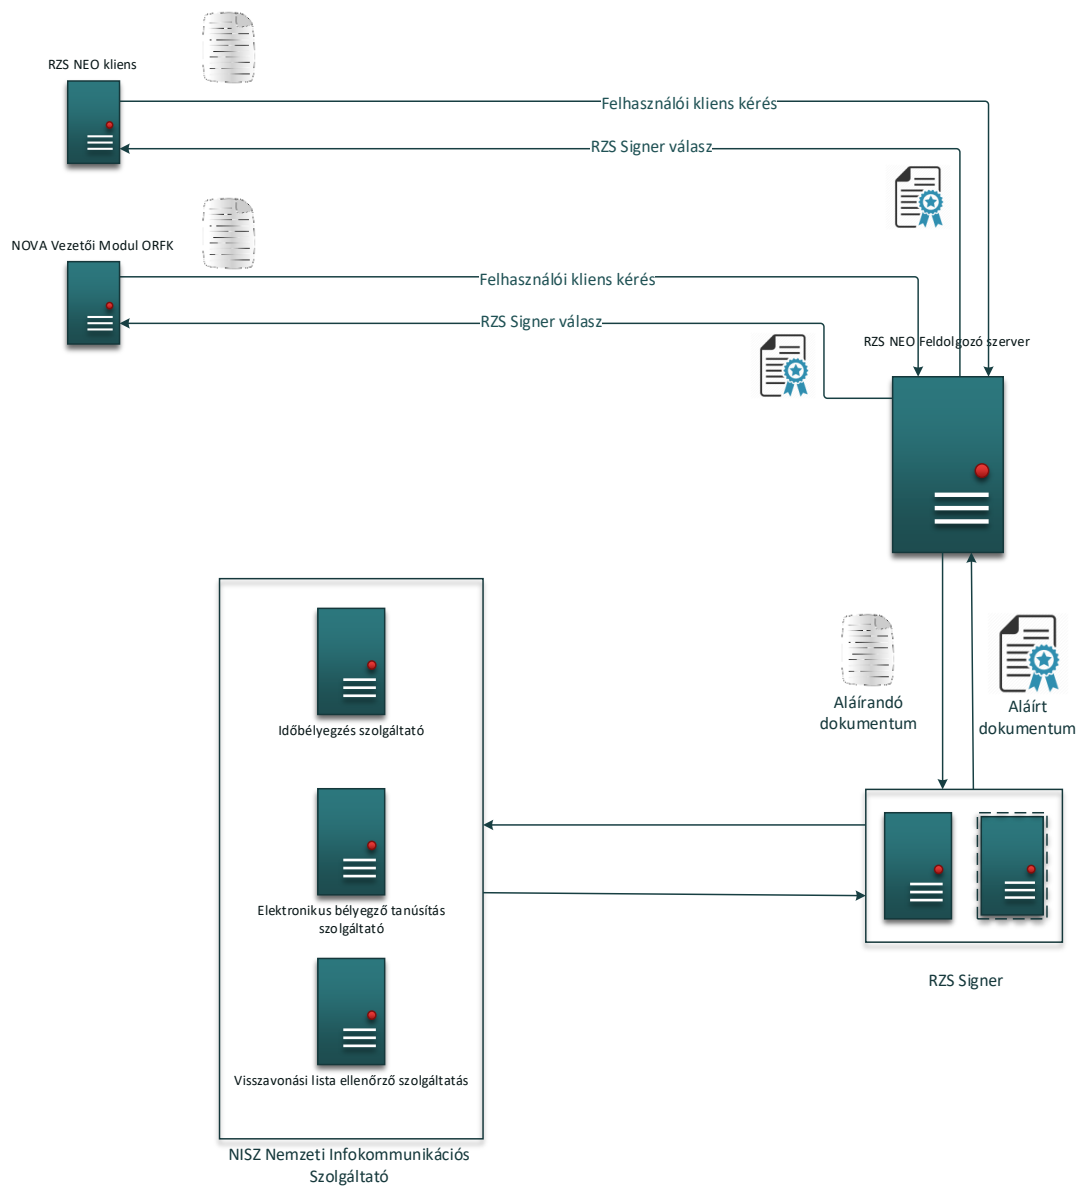 RZS NEO kliens
Felhasználói kliens kérés
RZS Signer válasz
NOVA Vezetői Modul ORFK
Felhasználói kliens kérés
RZS Signer válasz
RZS NEO Feldolgozó szerver
Aláírandó
dokumentum
Aláírt
dokumentum
Időbélyegzés szolgáltató
Elektronikus bélyegző tanúsítás
szolgáltató
Visszavonási lista ellenőrző szolgáltatás
RZS Signer
NISZ Nemzeti Infokommunikációs
Szolgáltató